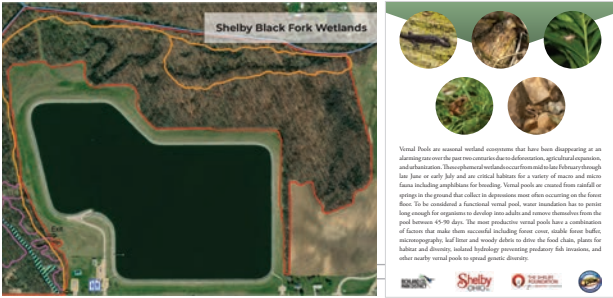 Shelby Black Fork Wetlands
Vernal Pools are seasonal wetland ecosystems that have been disappearing at an
alarming rate over the past two centuries due to deforestation, agricultural expansion,
and urbanization. These ephemeral wetlands occur from mid to late February through
late June or early July and are critical habitats for a variety of macro and micro
fauna including amphibians for breeding. Vernal pools are created from rainfall or
springs in the ground that collect in depressions most often occurring on the forest
floor. To be considered a functional vernal pool, water inundation has to persist
long enough for organisms to develop into adults and remove themselves from the
pool between 45-90 days. The most productive vernal pools have a combination
of factors that make them successful including forest cover, sizable forest buffer,
microtopography, leaf litter and woody debris to drive the food chain, plants for
habitat and diversity, isolated hydrology preventing predatory fish invasions, and
other nearby vernal pools to spread genetic diversity.
Shelby
OHIO
THE SHELBY
FOUNDATION